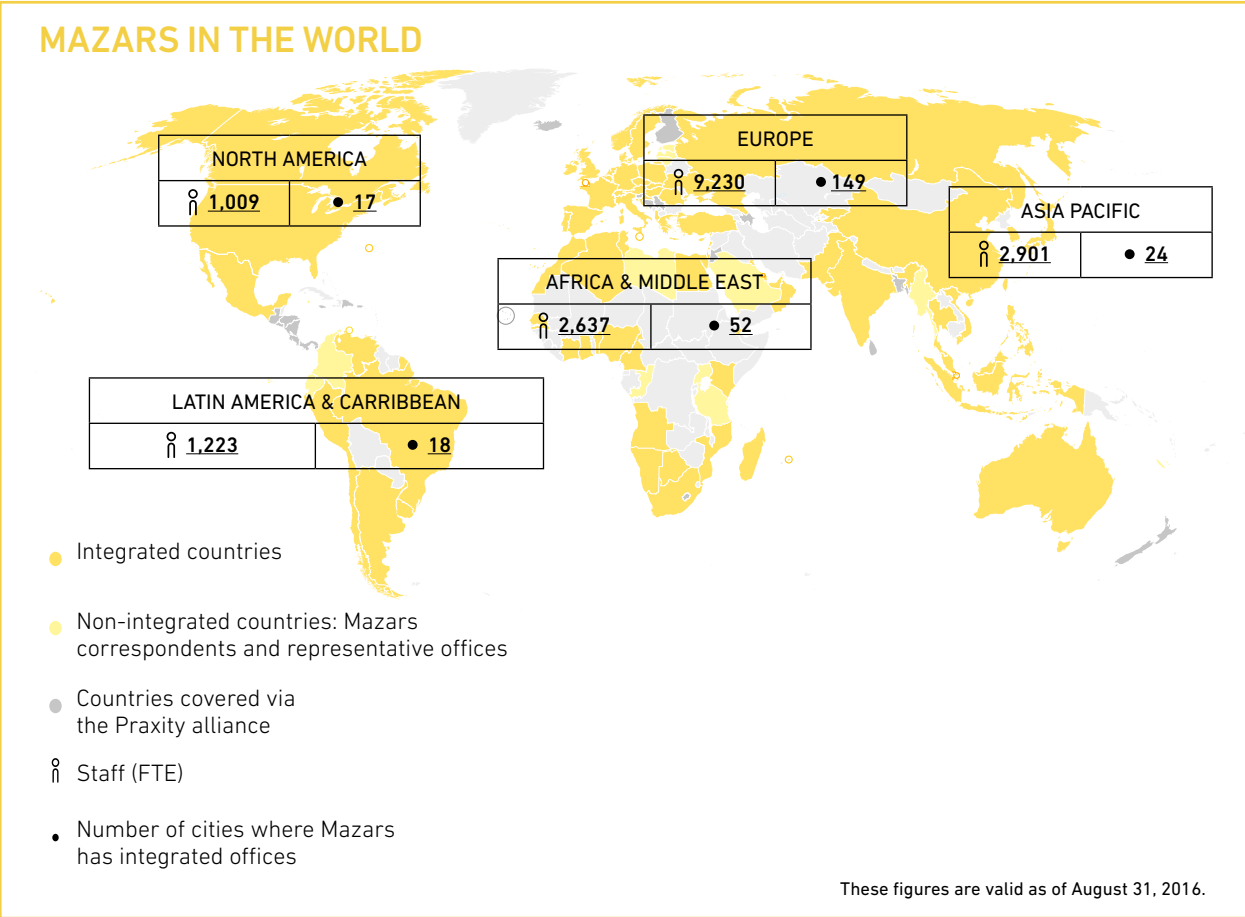 MAZARS IN THE WORLD
NORTH AMERICA
1,009
17
EUROPE
9,230
149
ASIA PACIFIC
2,901
24
AFRICA & MIDDLE EAST
2,637
52
LATIN AMERICA & CARRIBBEAN
1,223
18
Integrated countries
Non-integrated countries: Mazars
correspondents and representative offices
Countries covered via
the Praxity alliance
Staff (FTE)
Number of cities where Mazars
has integrated offices
These figures are valid as of August 31, 2016.